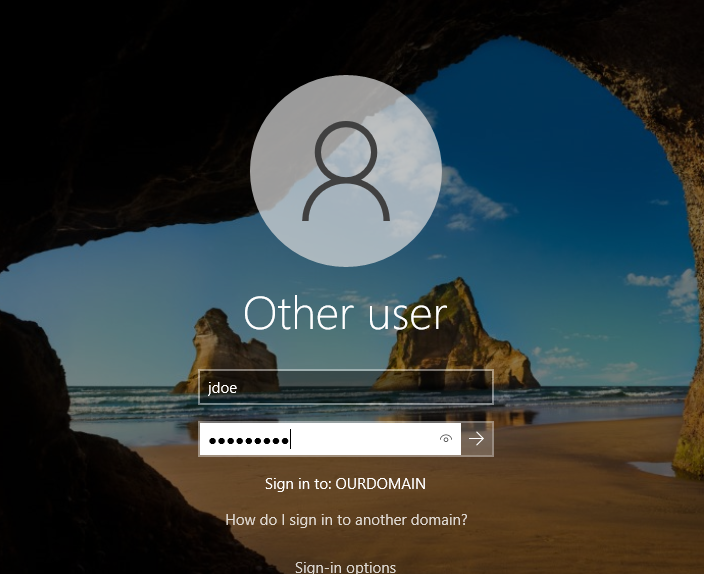 Other user
jdoe
●●●●●●●●●
Sign in to: OURDOMAIN
How do I sign in to another domain?
Sign-in options